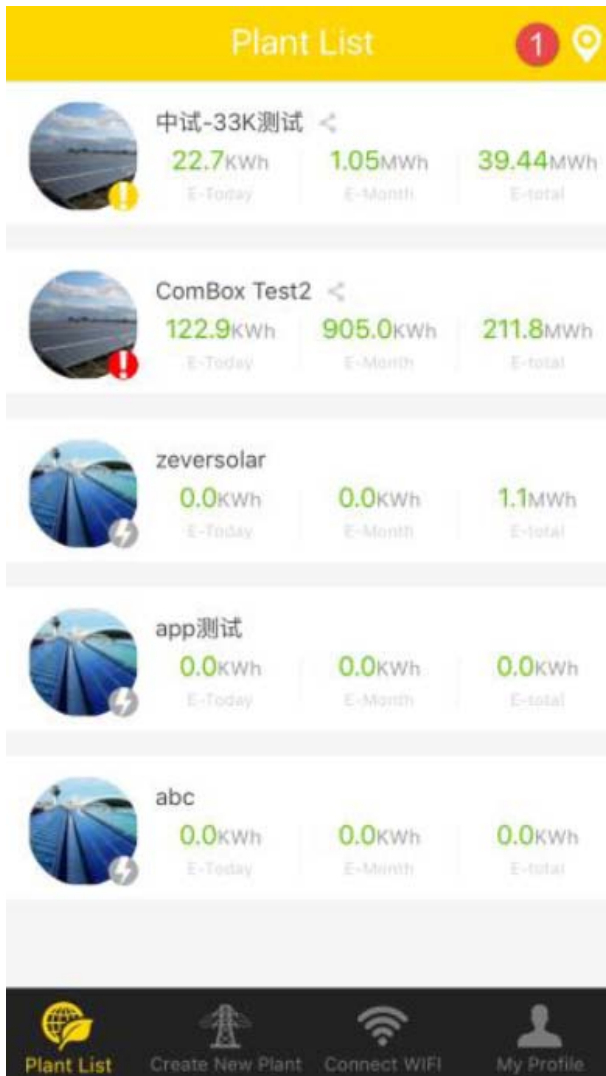 Plant List 1
中试-33K测试
22.7KWh 1.05MWh 39.44MWh
E-Today E-Month E-total
ComBox Test2
122.9KWh 905.0KWh 211.8MWh
E-Today E-Month E-total
zeversolar
0.0KWh 0.0KWh 1.1MWh
E-Today E-Month E-total
app测试
0.0KWh 0.0KWh 0.0KWh
E-Today E-Month E-total
abc
0.0KWh 0.0KWh 0.0KWh
E-Today E-Month E-total
Plant List Create New Plant Connect WIFI My Profile